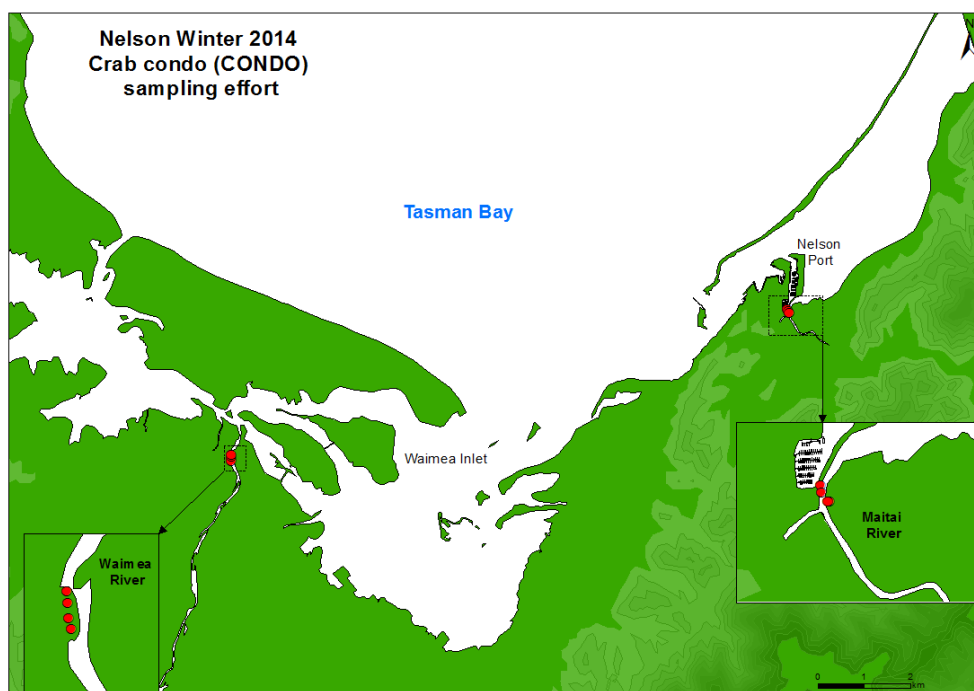 Nelson Winter 2014
Crab condo (CONDO)
sampling effort
N
Tasman Bay
Nelson
Port
Waimea Inlet
Maitai
River
Waimea
River
0 1 2
km